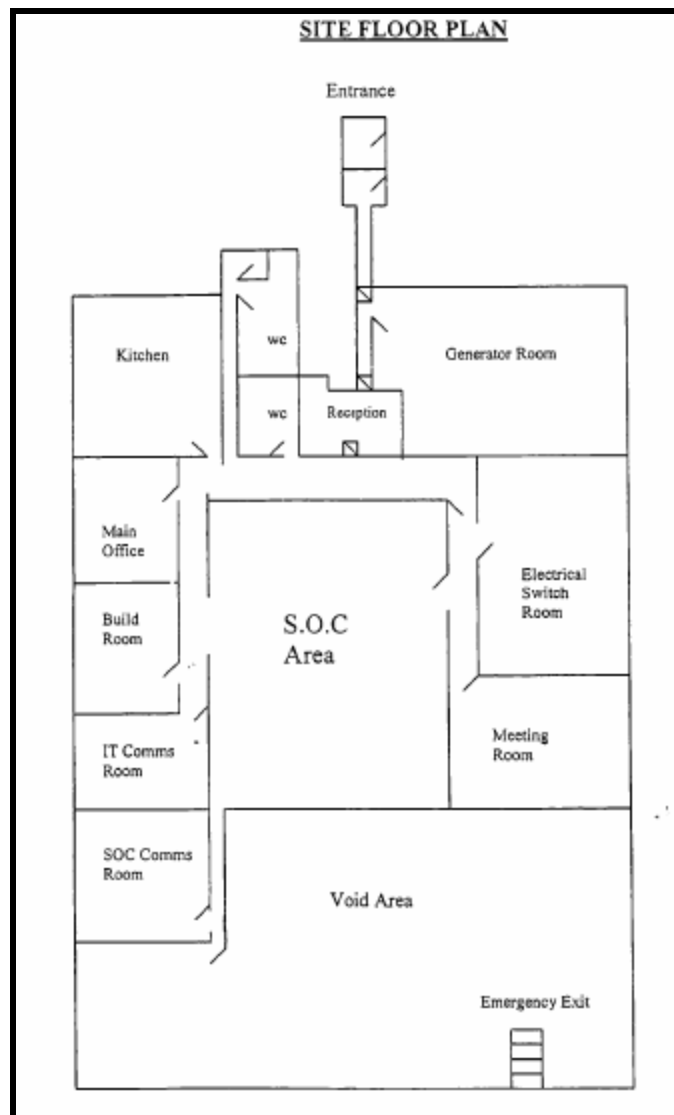 SITE FLOOR PLAN
Entrance
Kitchen
wc
Generator Room
wc
Reception
Main
Office
Electrical
Switch
Room
Build
Room
S.O.C
Area
IT Comms
Room
Meeting
Room
SOC Comms
Room
Void Area
Emergency Exit